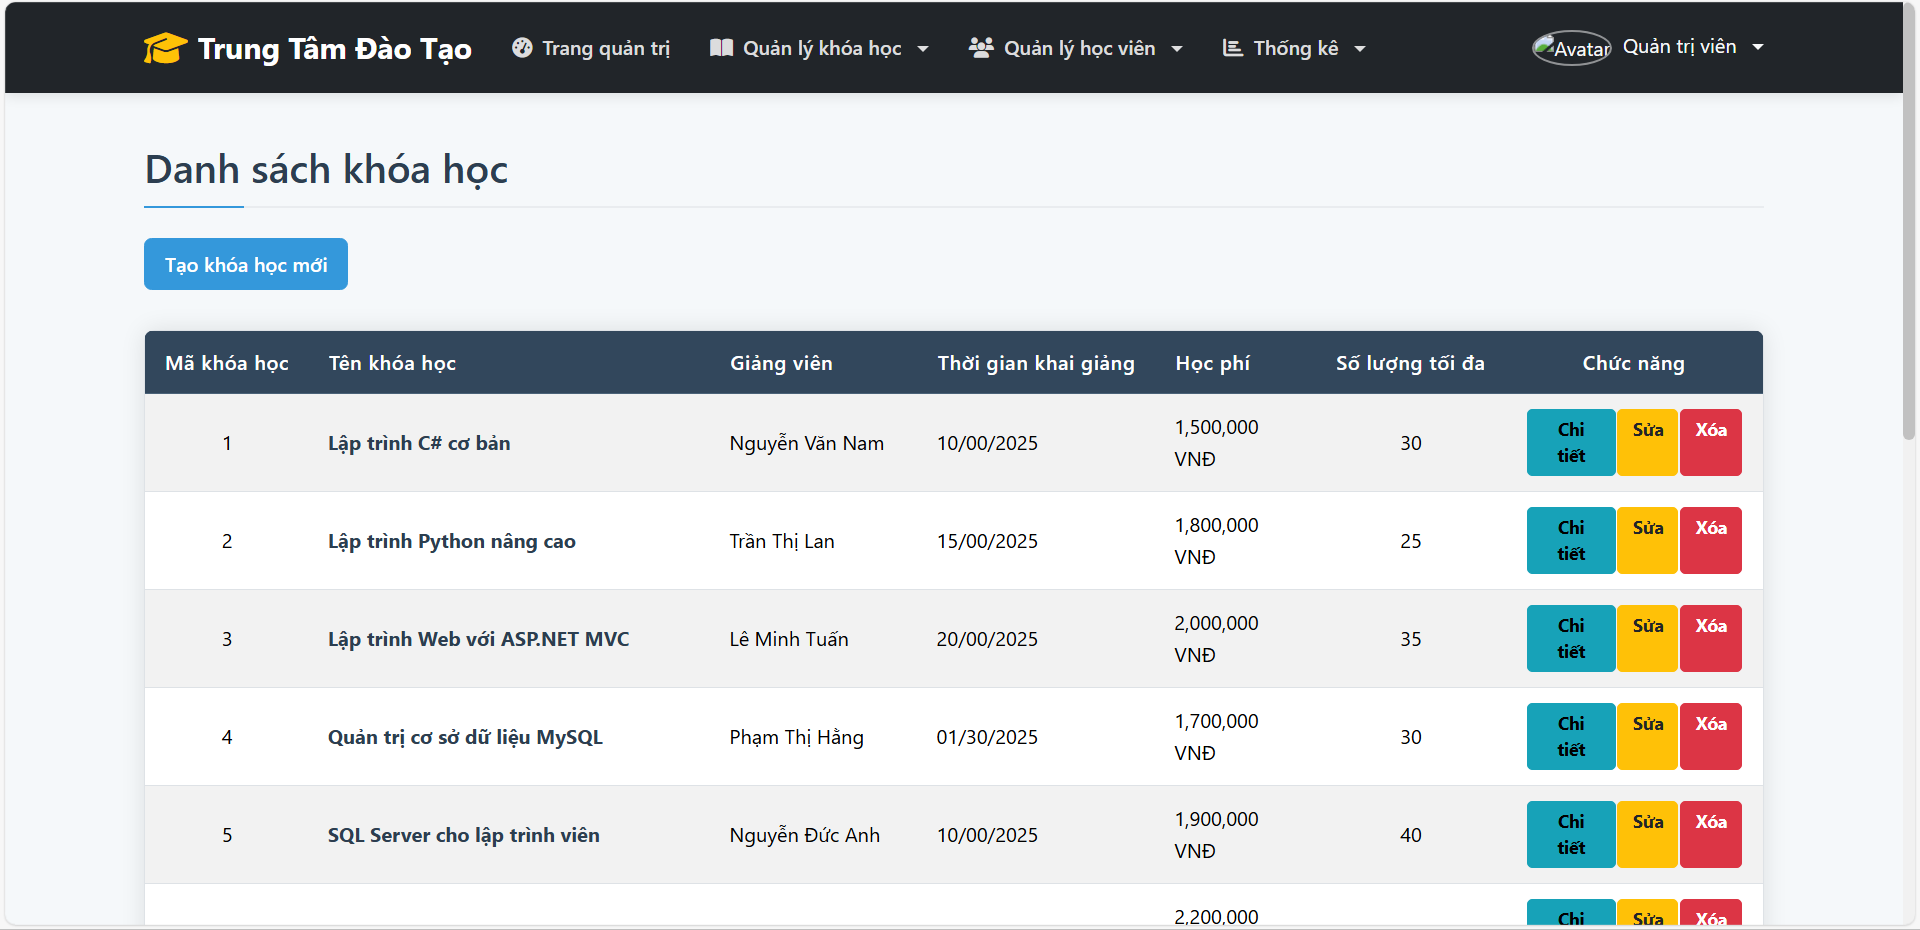 Trung Tâm Đào Tạo Trang quản trị Quản lý khóa học Quản lý học viên Thống kê Avatar Quản trị viên
Danh sách khóa học
Tạo khóa học mới
Mã khóa học Tên khóa học Giảng viên Thời gian khai giảng Học phí Số lượng tối đa Chức năng
1 Lập trình C# cơ bản Nguyễn Văn Nam 10/00/2025 1,500,000 VNĐ 30 Chi tiết Sửa Xóa
2 Lập trình Python nâng cao Trần Thị Lan 15/00/2025 1,800,000 VNĐ 25 Chi tiết Sửa Xóa
3 Lập trình Web với ASP.NET MVC Lê Minh Tuấn 20/00/2025 2,000,000 VNĐ 35 Chi tiết Sửa Xóa
4 Quản trị cơ sở dữ liệu MySQL Phạm Thị Hằng 01/30/2025 1,700,000 VNĐ 30 Chi tiết Sửa Xóa
5 SQL Server cho lập trình viên Nguyễn Đức Anh 10/00/2025 1,900,000 VNĐ 40 Chi tiết Sửa Xóa
2,200,000 Chi Sửa Xóa